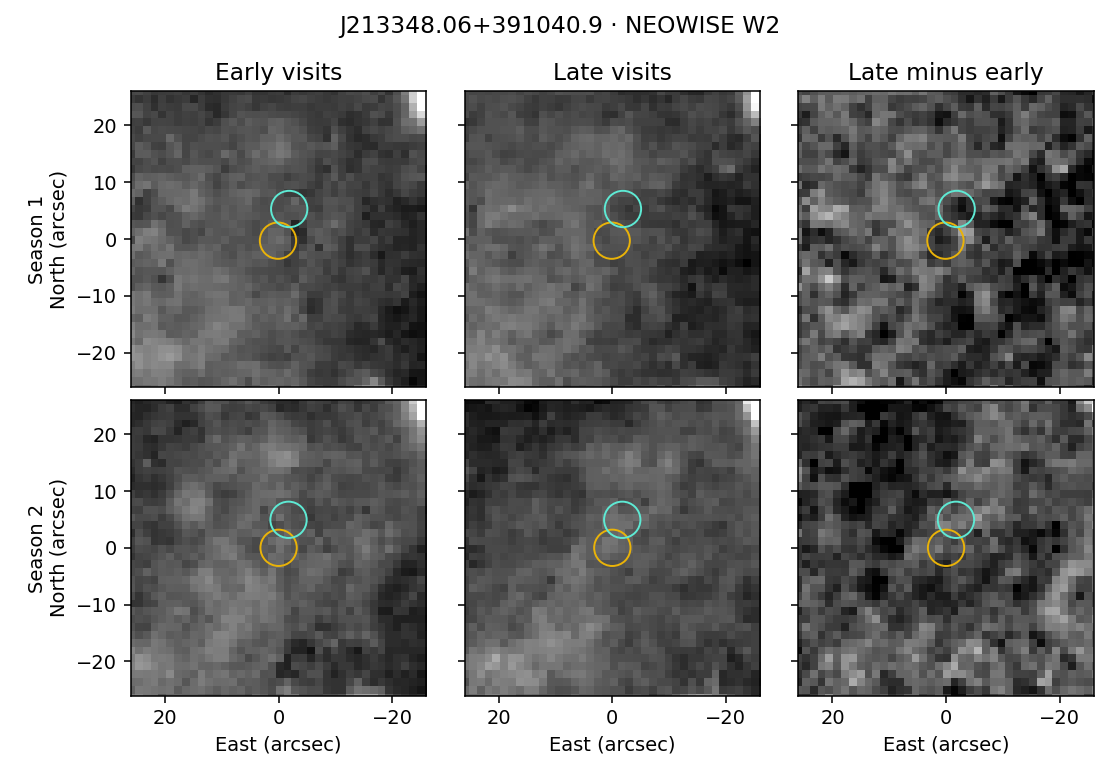 J213348.06+391040.9 · NEOWISE W2
Early visits
Late visits
Late minus early
Season 1
North (arcsec)
20
10
0
−10
−20
Season 2
North (arcsec)
20
10
0
−10
−20
20
0
−20
20
0
−20
20
0
−20
East (arcsec)
East (arcsec)
East (arcsec)